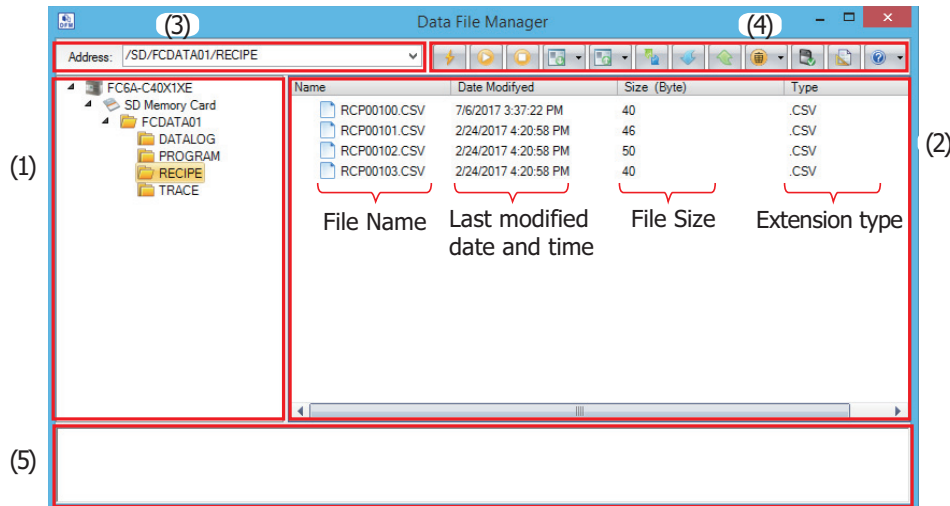 Data File Manager
(3)
(4)
Address: /SD/FCDATA01/RECIPE
Name Date Modifyed Size (Byte) Type
FC6A-C40X1XE
SD Memory Card
FCDATA01
DATALOG
PROGRAM
RECIPE
TRACE
RCP00100.CSV 7/6/2017 3:37:22 PM 40 .CSV
RCP00101.CSV 2/24/2017 4:20:58 PM 46 .CSV
RCP00102.CSV 2/24/2017 4:20:58 PM 50 .CSV
RCP00103.CSV 2/24/2017 4:20:58 PM 40 .CSV
(1)
(2)
File Name
Last modified
date and time
File Size
Extension type
(5)